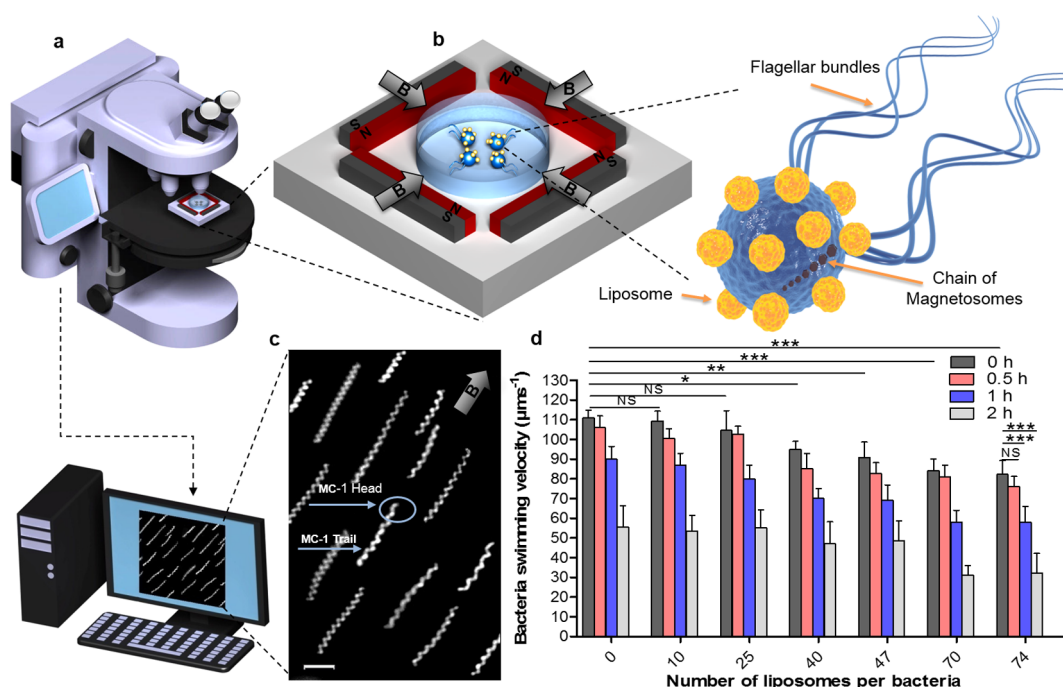 a
b
N S
B
B
S N
N S
B
B
S N
Flagellar bundles
Liposome
Chain of
Magnetosomes
c
B
MC-1 Head
MC-1 Trail
d
***
***
**
*
NS
NS
0 h
0.5 h
1 h
2 h
***
***
NS
Bacteria swimming velocity (µms⁻¹)
130
120
110
100
90
80
70
60
50
40
30
20
10
0
0
10
25
40
47
70
74
Number of liposomes per bacteria